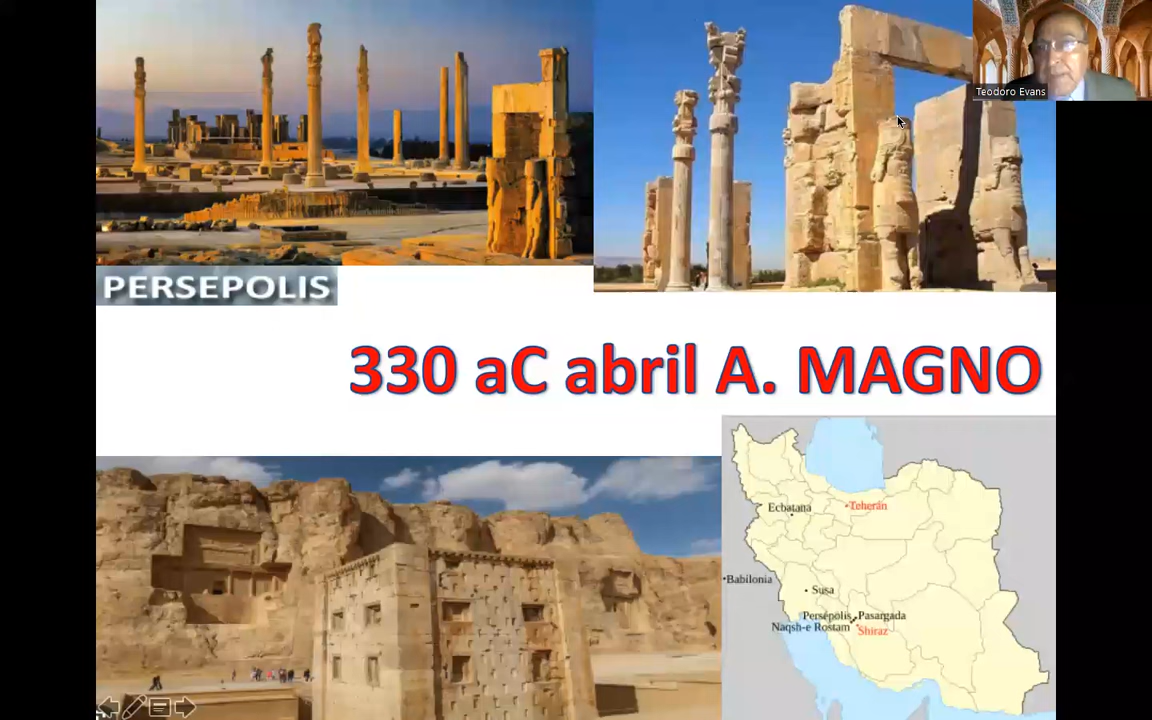 Teodoro Evans
PERSEPOLIS
330 aC abril A. MAGNO
Ecbatana
Teherán
Babilonia
Susa
Persépolis
Pasargada
Naqsh-e Rostam
Shiraz